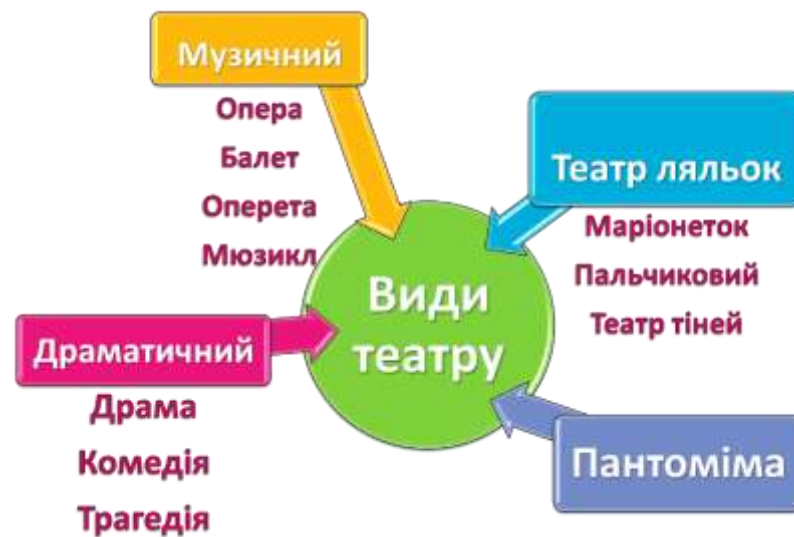 Музичний
Опера
Балет
Оперета
Мюзикл
Театр ляльок
Маріонеток
Пальчиковий
Театр тіней
Види
театру
Драматичний
Драма
Комедія
Трагедія
Пантоміма